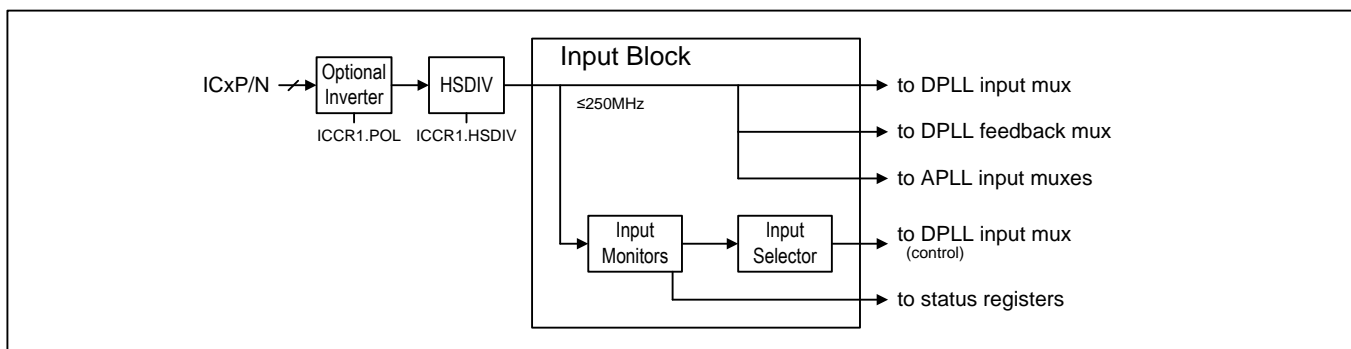 Input Block
ICxP/N
Optional
Inverter
HSDIV
ICCR1.POL
ICCR1.HSDIV
≤250MHz
to DPLL input mux
to DPLL feedback mux
to APLL input muxes
Input
Monitors
Input
Selector
to DPLL input mux
(control)
to status registers